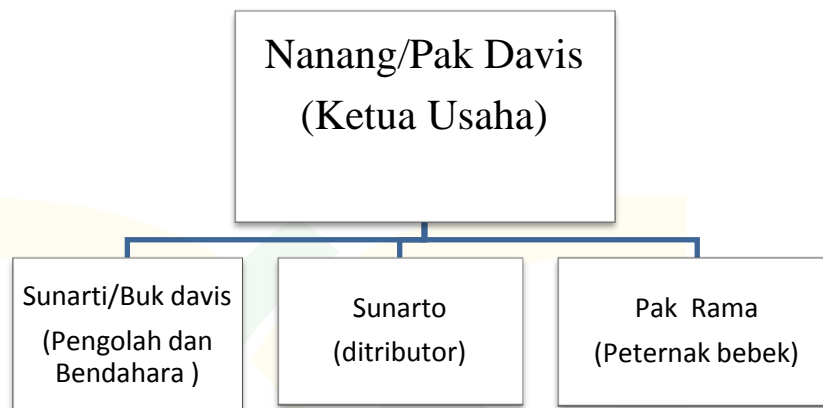 Nanang/Pak Davis
(Ketua Usaha)
Sunarti/Buk davis
(Pengolah dan
Bendahara )
Sunarto
(ditributor)
Pak Rama
(Peternak bebek)